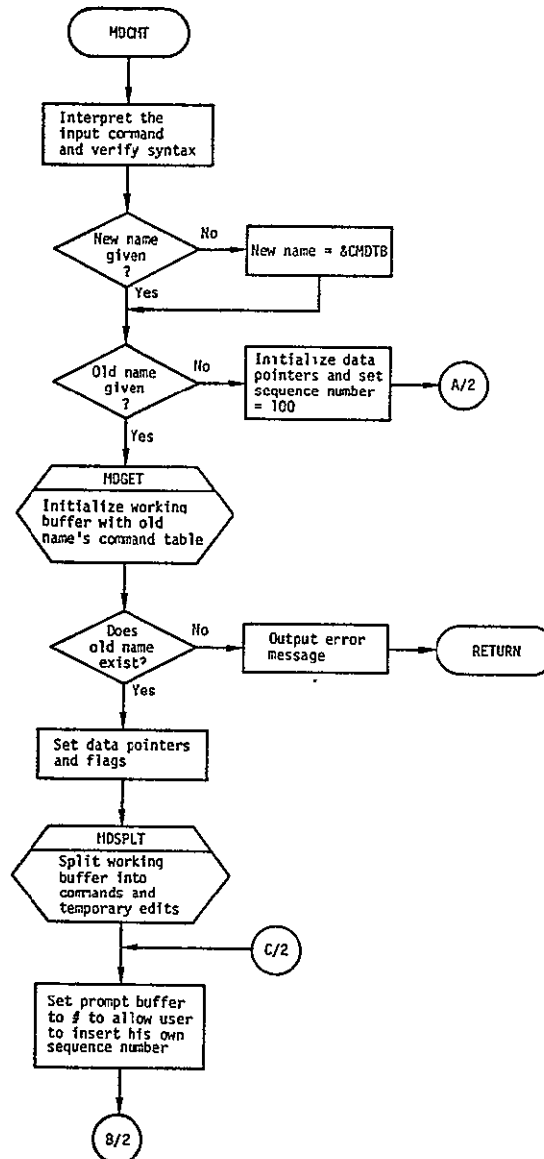 MDCMT
Interpret the
input command
and verify syntax
New name
given
?
No
New name = &CMDTB
Yes
Old name
given
?
No
Initialize data
pointers and set
sequence number
= 100
A/2
Yes
MDGET
Initialize working
buffer with old
name's command table
Does
old name
exist?
No
Output error
message
RETURN
Yes
Set data pointers
and flags
MDSPLT
Split working
buffer into
commands and
temporary edits
C/2
Set prompt buffer
to # to allow user
to insert his own
sequence number
B/2